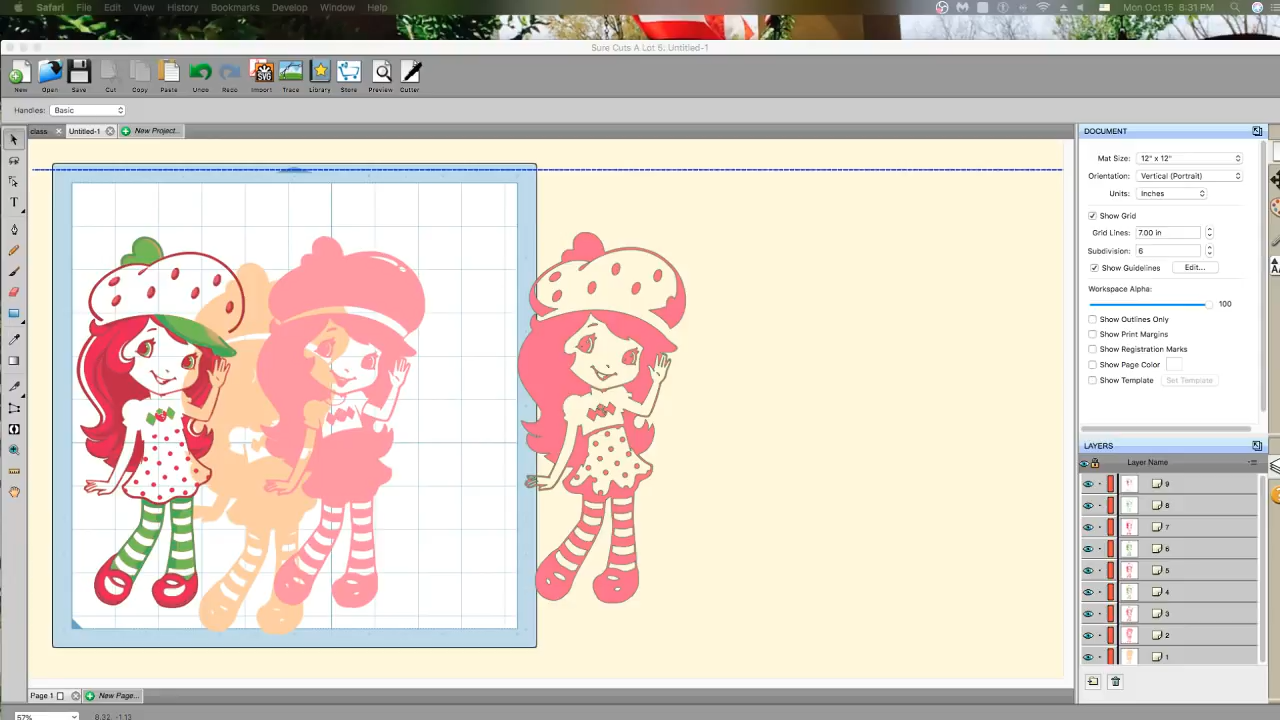 Safari File Edit View History Bookmarks Develop Window Help Mon Oct 15 8:31 PM
Sure Cuts A Lot 5: Untitled-1
New Open Save Cut Copy Paste Undo Redo Import Trace Library Store Preview Cutter
SVG
Handles: Basic
class Untitled-1 New Project...
DOCUMENT
Mat Size: 12" x 12"
Orientation: Vertical (Portrait)
Units: Inches
Show Grid
Grid Lines: 7.00 in
Subdivision: 6
Show Guidelines Edit...
Workspace Alpha:
100
Show Outlines Only
Show Print Margins
Show Registration Marks
Show Page Color
Show Template Set Template
LAYERS
Layer Name
9
8
7
6
5
4
3
2
1
Page 1 New Page...
57% 8.32, -1.13